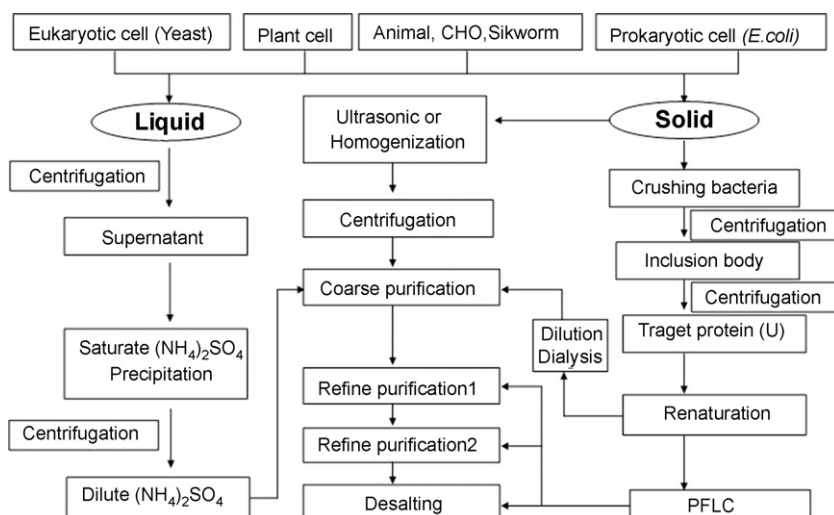 Eukaryotic cell (Yeast)
Plant cell
Animal, CHO,Sikworm
Prokaryotic cell (E.coli)
Liquid
Ultrasonic or
Homogenization
Solid
Centrifugation
Crushing bacteria
Supernatant
Centrifugation
Centrifugation
Inclusion body
Coarse purification
Centrifugation
Saturate (NH₄)₂SO₄
Precipitation
Dilution
Dialysis
Traget protein (U)
Refine purification1
Renaturation
Centrifugation
Refine purification2
Dilute (NH₄)₂SO₄
Desalting
PFLC